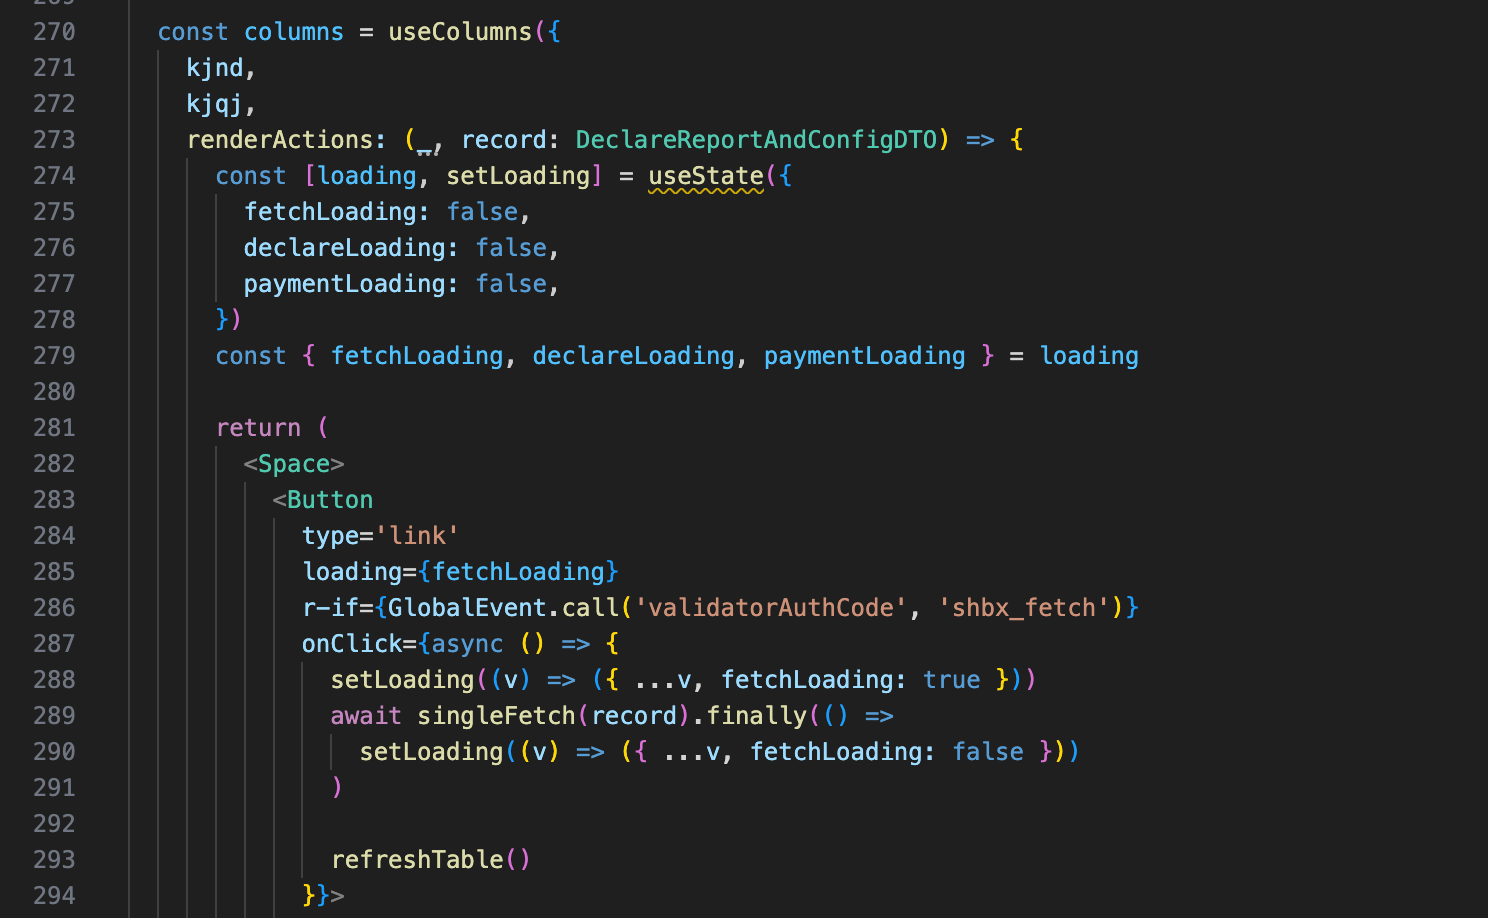 270 const columns = useColumns({
271 kjnd,
272 kjqj,
273 renderActions: (_, record: DeclareReportAndConfigDTO) => {
274 const [loading, setLoading] = useState({
275 fetchLoading: false,
276 declareLoading: false,
277 paymentLoading: false,
278 })
279 const { fetchLoading, declareLoading, paymentLoading } = loading
280
281 return (
282 <Space>
283 <Button
284 type='link'
285 loading={fetchLoading}
286 r-if={GlobalEvent.call('validatorAuthCode', 'shbx_fetch')}
287 onClick={async () => {
288 setLoading((v) => ({ ...v, fetchLoading: true }))
289 await singleFetch(record).finally(() =>
290 setLoading((v) => ({ ...v, fetchLoading: false }))
291 )
292
293 refreshTable()
294 }}>